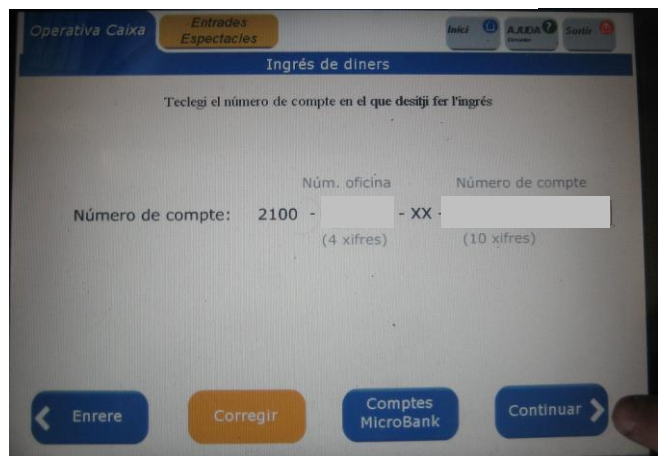 Operativa Caixa
Entrades
Espectacles
Inici
AJUDA
Sortir
Ingrés de diners
Teclegi el número de compte en el que desitji fer l'ingrés
Núm. oficina
Número de compte
Número de compte: 2100 - - XX -
(4 xifres)
(10 xifres)
Enrere
Corregir
Comptes
MicroBank
Continuar